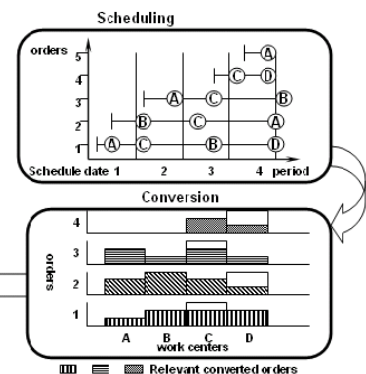 Scheduling
orders
5 A
4 C D
3 A C B
2 B C A
1 A C B D
Schedule date 1 2 3 4 period
Conversion
orders
4
3
2
1
A B C D
work centers
Relevant converted orders